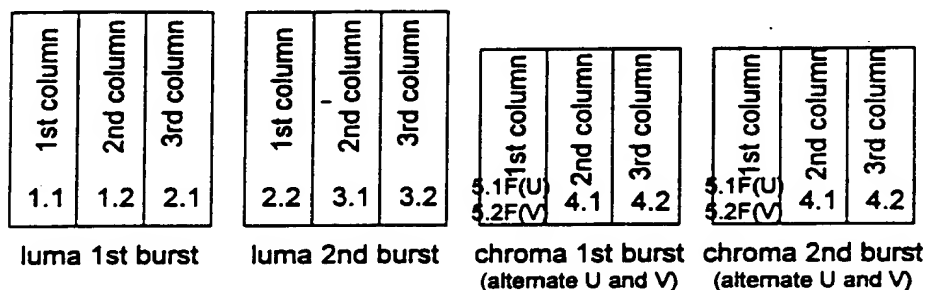 1st column
2nd column
3rd column
1.1
1.2
2.1
luma 1st burst
1st column
2nd column
3rd column
2.2
3.1
3.2
luma 2nd burst
1st column
2nd column
3rd column
5.1F(U)
5.2F(V)
4.1
4.2
chroma 1st burst
(alternate U and V)
1st column
2nd column
3rd column
5.1F(U)
5.2F(V)
4.1
4.2
chroma 2nd burst
(alternate U and V)